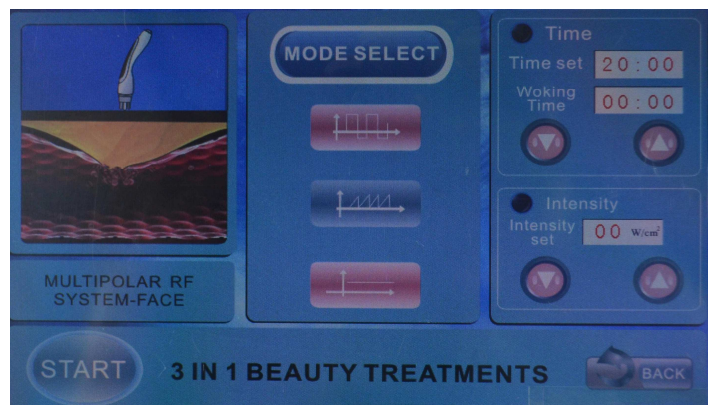 MODE SELECT
Time
Time set 20:00
Woking
Time 00:00
Intensity
Intensity
set 00 W/cm²
MULTIPOLAR RF
SYSTEM-FACE
START
3 IN 1 BEAUTY TREATMENTS
BACK